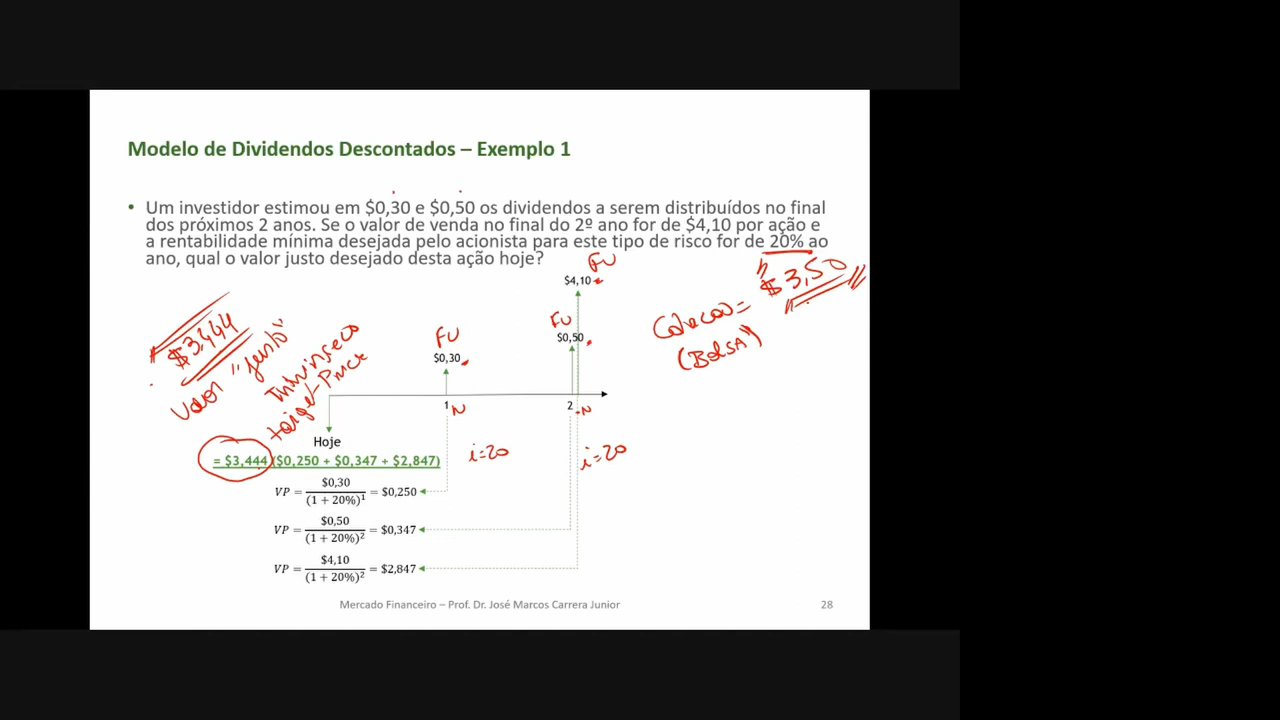 Modelo de Dividendos Descontados – Exemplo 1
• Um investidor estimou em $0,30 e $0,50 os dividendos a serem distribuídos no final
dos próximos 2 anos. Se o valor de venda no final do 2º ano for de $4,10 por ação e
a rentabilidade mínima desejada pelo acionista para este tipo de risco for de 20% ao
ano, qual o valor justo desejado desta ação hoje?
FV
$4,10
$3,50
(BolsA)
$3,444
Valor "justo"
Intrínseco
target-Price
FV
$0,50
FV
$0,30
1 N
2 N
Hoje
i=20
i=20
= $3,444 ($0,250 + $0,347 + $2,847)
VP = $0,30 / (1 + 20%)¹ = $0,250
VP = $0,50 / (1 + 20%)² = $0,347
VP = $4,10 / (1 + 20%)² = $2,847
Mercado Financeiro – Prof. Dr. José Marcos Carrera Junior
28